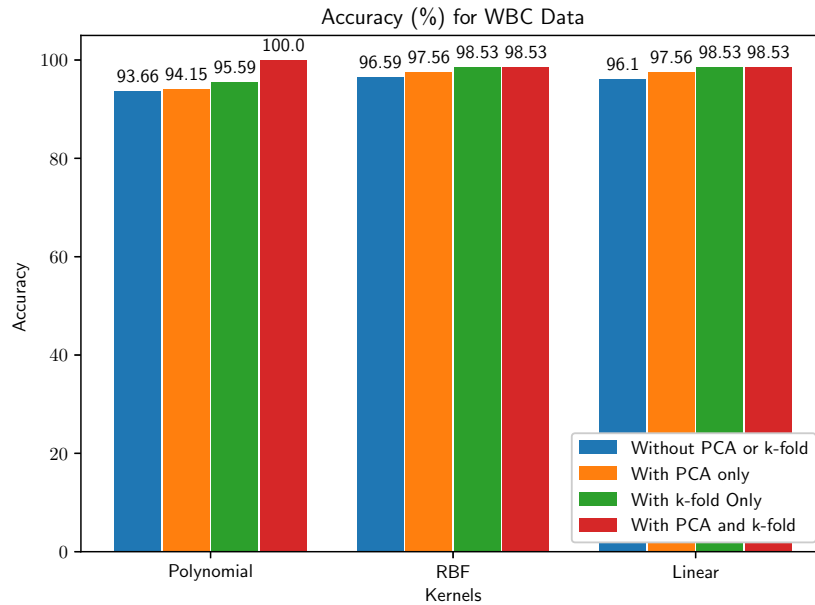 Accuracy (%) for WBC Data
100.0
93.66 94.15 95.59
96.59 97.56 98.53 98.53
96.1 97.56 98.53 98.53
100
80
60
40
20
0
Accuracy
Without PCA or k-fold
With PCA only
With k-fold Only
With PCA and k-fold
Polynomial RBF Linear
Kernels